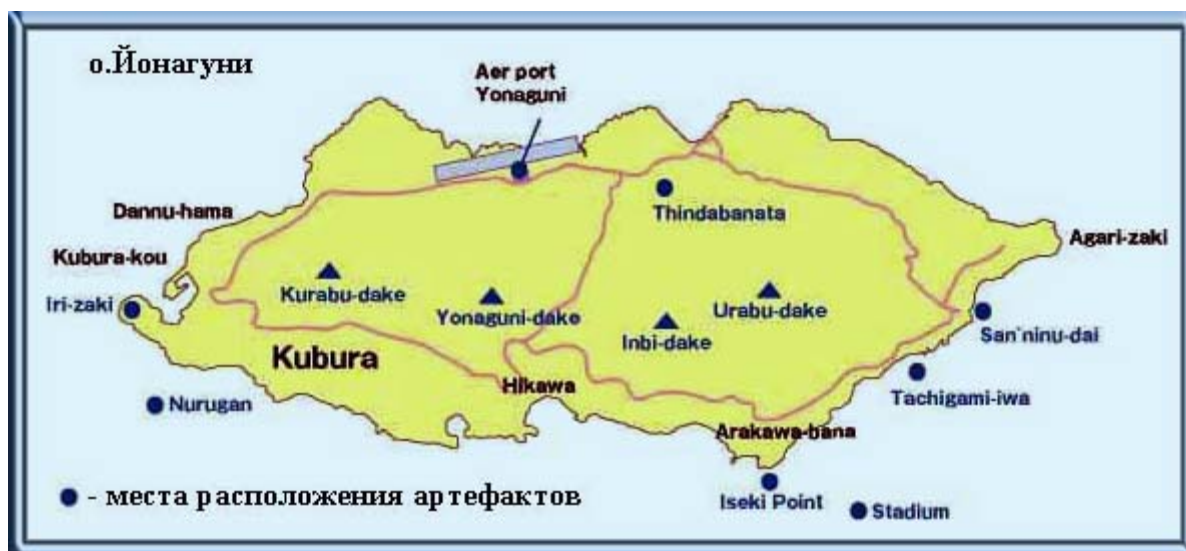 о.Йонагуни
Aer port
Yonaguni
Dannu-hama
Thindabanata
Agari-zaki
Kubura-kou
Iri-zaki
Kurabu-dake
Yonaguni-dake
Urabu-dake
Inbi-dake
San`ninu-dai
Kubura
Hikawa
Tachigami-iwa
Nurugan
Arakawa-bana
- места расположения артефактов
Iseki Point
Stadium